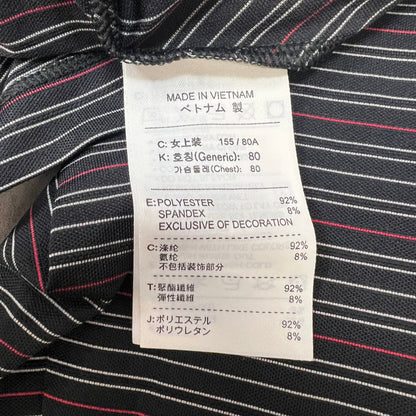 MADE IN VIETNAM
ベトナム 製
C: 女上装 155 / 80A
K: 호칭(Generic): 80
가슴둘레(Chest): 80
E: POLYESTER 92%
SPANDEX 8%
EXCLUSIVE OF DECORATION
C: 涤纶 92%
氨纶 8%
不包括装饰部分
T: 聚酯纖維 92%
彈性纖維 8%
J: ポリエステル 92%
ポリウレタン 8%